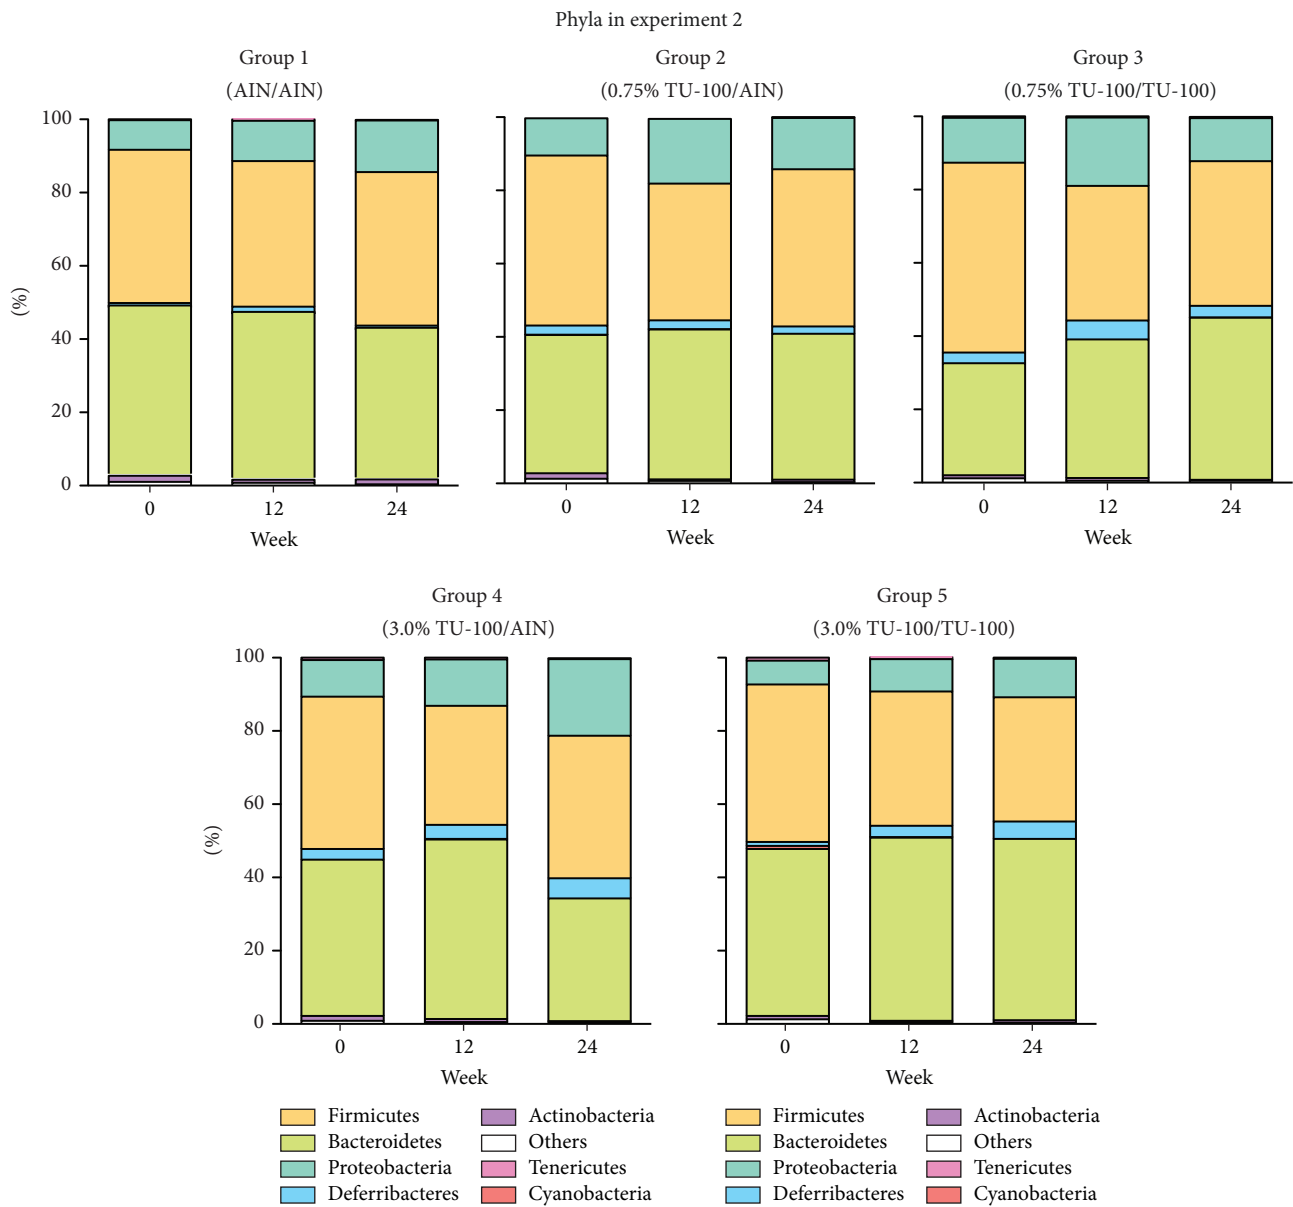 Phyla in experiment 2
Group 1
(AIN/AIN)
Group 2
(0.75% TU-100/AIN)
Group 3
(0.75% TU-100/TU-100)
(%)
100
80
60
40
20
0
0 12 24
Week
0 12 24
Week
0 12 24
Week
Group 4
(3.0% TU-100/AIN)
Group 5
(3.0% TU-100/TU-100)
(%)
100
80
60
40
20
0
0 12 24
Week
0 12 24
Week
Firmicutes
Bacteroidetes
Proteobacteria
Deferribacteres
Actinobacteria
Others
Tenericutes
Cyanobacteria
Firmicutes
Bacteroidetes
Proteobacteria
Deferribacteres
Actinobacteria
Others
Tenericutes
Cyanobacteria